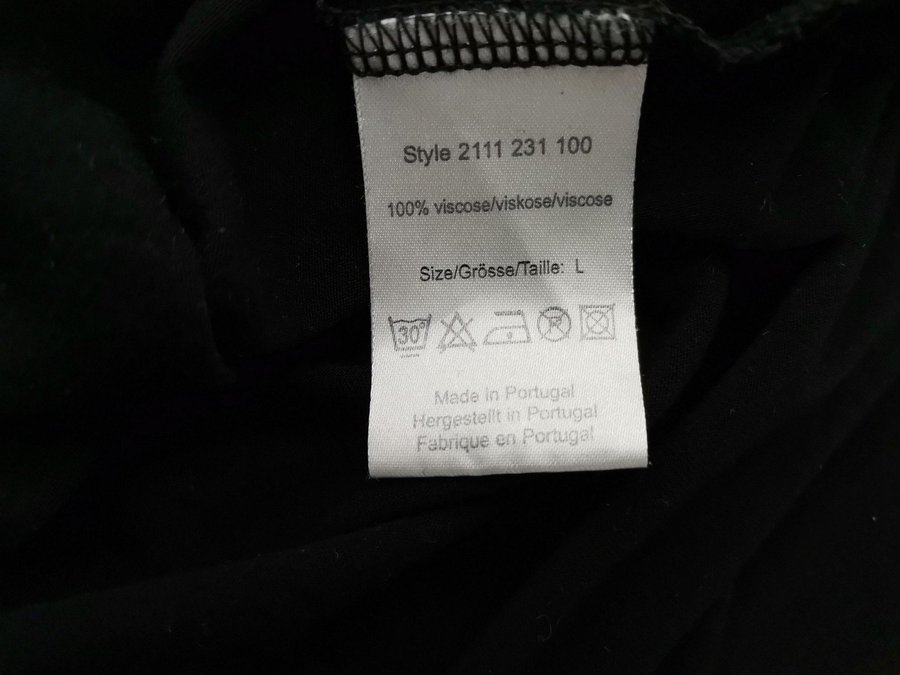 Style 2111 231 100
100% viscose/viskose/viscose
Size/Grösse/Taille: L
30°
Made in Portugal
Hergestellt in Portugal
Fabrique en Portugal